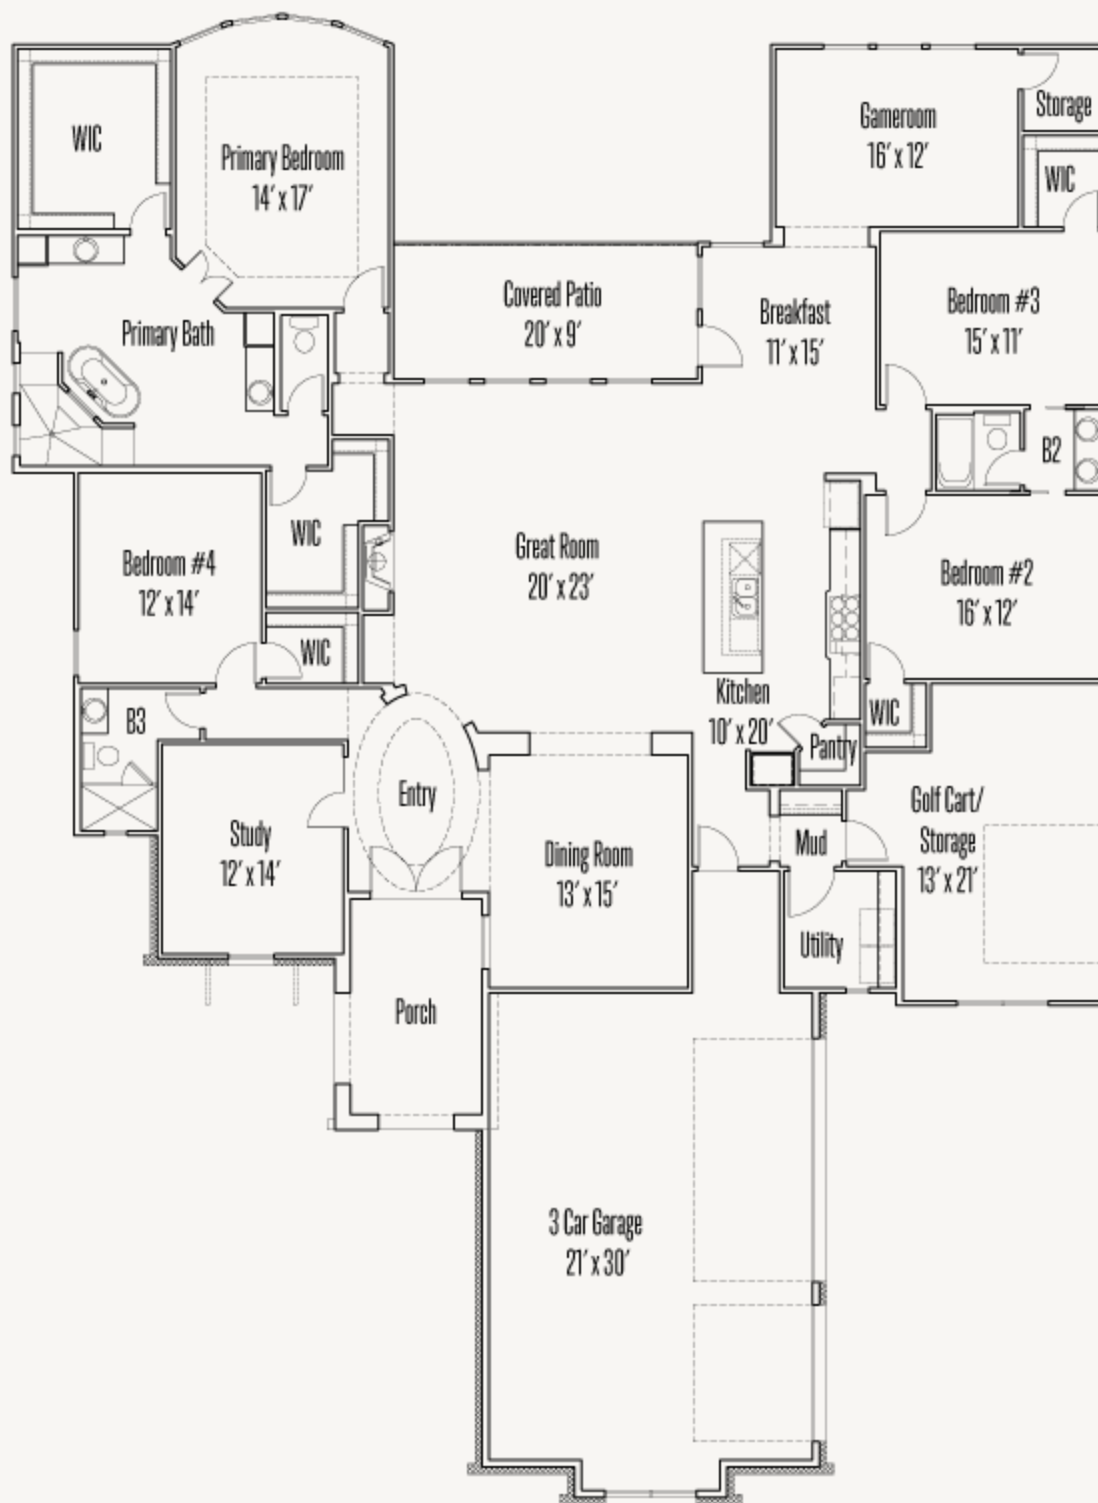 WIC
Primary Bedroom
14' x 17'
Gameroom
16' x 12'
Storage
WIC
Primary Bath
Covered Patio
20' x 9'
Breakfast
11' x 15'
Bedroom #3
15' x 11'
B2
WIC
Bedroom #4
12' x 14'
Great Room
20' x 23'
Bedroom #2
16' x 12'
WIC
Kitchen
10' x 20'
WIC
B3
Pantry
Entry
Study
12' x 14'
Dining Room
13' x 15'
Mud
Golf Cart/
Storage
13' x 21'
Utility
Porch
3 Car Garage
21' x 30'